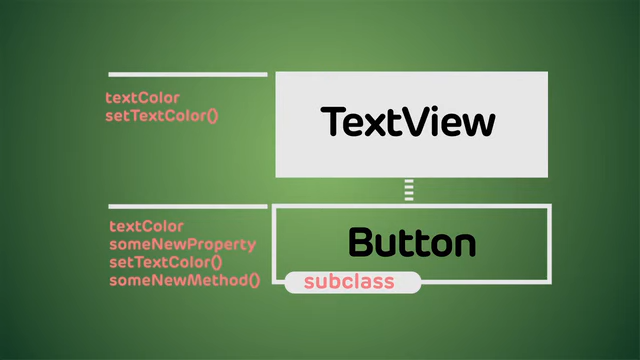 textColor
setTextColor()
TextView
textColor
someNewProperty
setTextColor()
someNewMethod()
Button
subclass